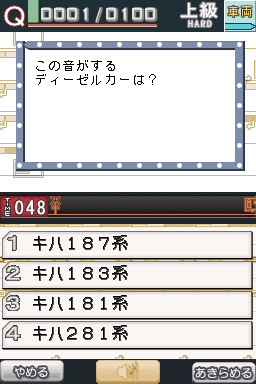 Q 0001/0100 上級 HARD 車両
この音がする
ディーゼルカーは？
TIME 048
1 キハ187系
2 キハ183系
3 キハ181系
4 キハ281系
やめる あきらめる